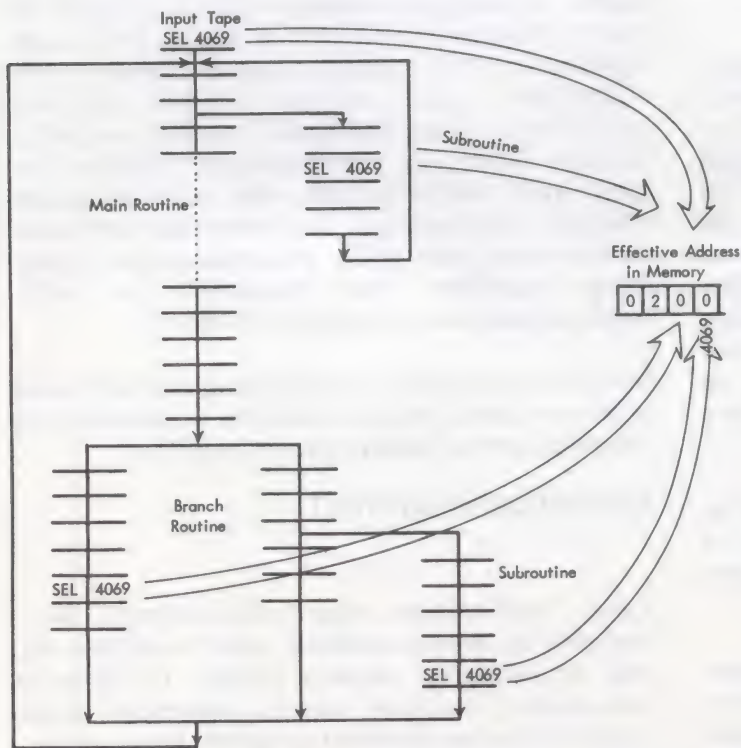 Input Tape
SEL 4069
Subroutine
SEL 4069
Main Routine
Effective Address
in Memory
0 2 0 0
4069
Branch
Routine
SEL 4069
Subroutine
SEL 4069